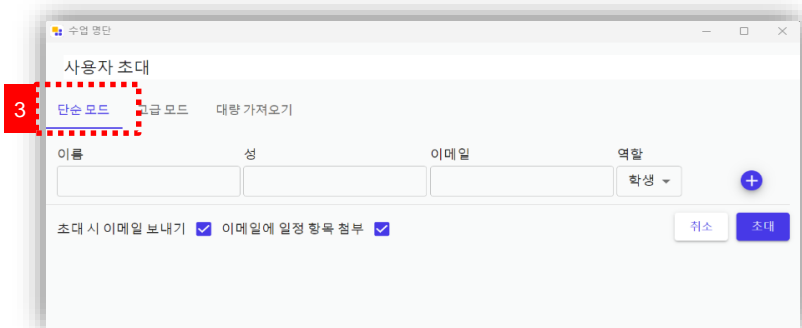 수업 명단
사용자 초대
3
단순 모드 고급 모드 대량 가져오기
이름 성 이메일 역할
학생
초대 시 이메일 보내기 이메일에 일정 항목 첨부 취소 초대